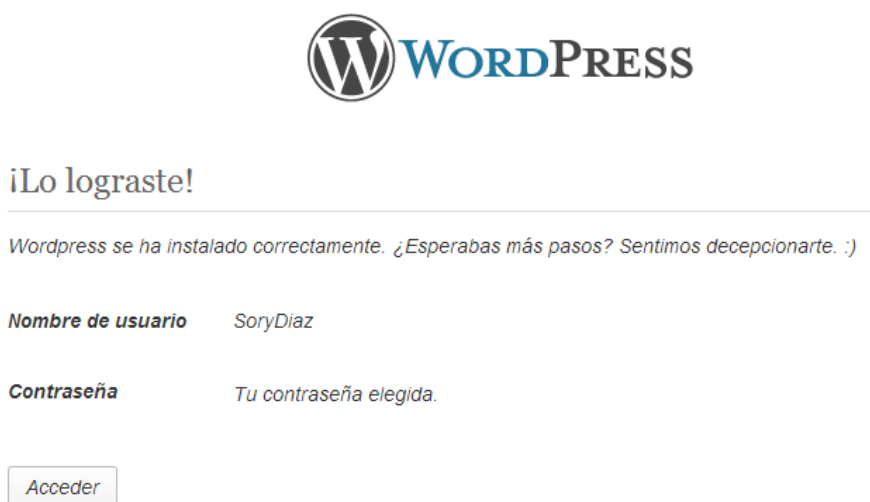 WORDPRESS
¡Lo lograste!
Wordpress se ha instalado correctamente. ¿Esperabas más pasos? Sentimos decepcionarte. :)
Nombre de usuario SoryDiaz
Contraseña Tu contraseña elegida.
Acceder